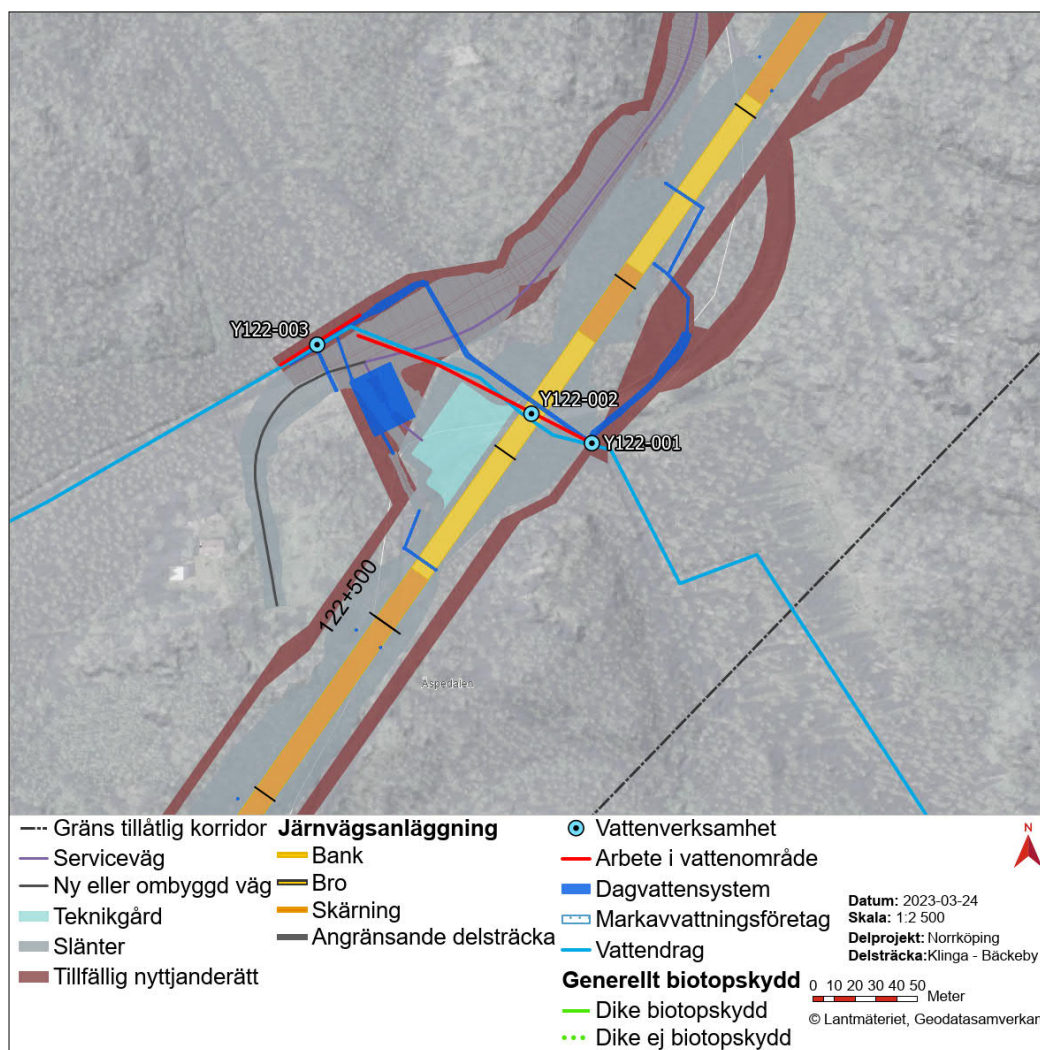 Y122-003
Y122-002
Y122-001
122+500
Aspedalen
Gräns tillåtlig korridor
Serviceväg
Ny eller ombyggd väg
Teknikgård
Slänter
Tillfällig nyttjanderätt
Järnvägsanläggning
Bank
Bro
Skärning
Angränsande delsträcka
Vattenverksamhet
Arbete i vattenområde
Dagvattensystem
Markavvattningsföretag
Vattendrag
Generellt biotopskydd
Dike biotopskydd
Dike ej biotopskydd
N
Datum: 2023-03-24
Skala: 1:2 500
Delprojekt: Norrköping
Delsträcka:Klinga - Bäckeby
0 10 20 30 40 50
Meter
© Lantmäteriet, Geodatasamverkan